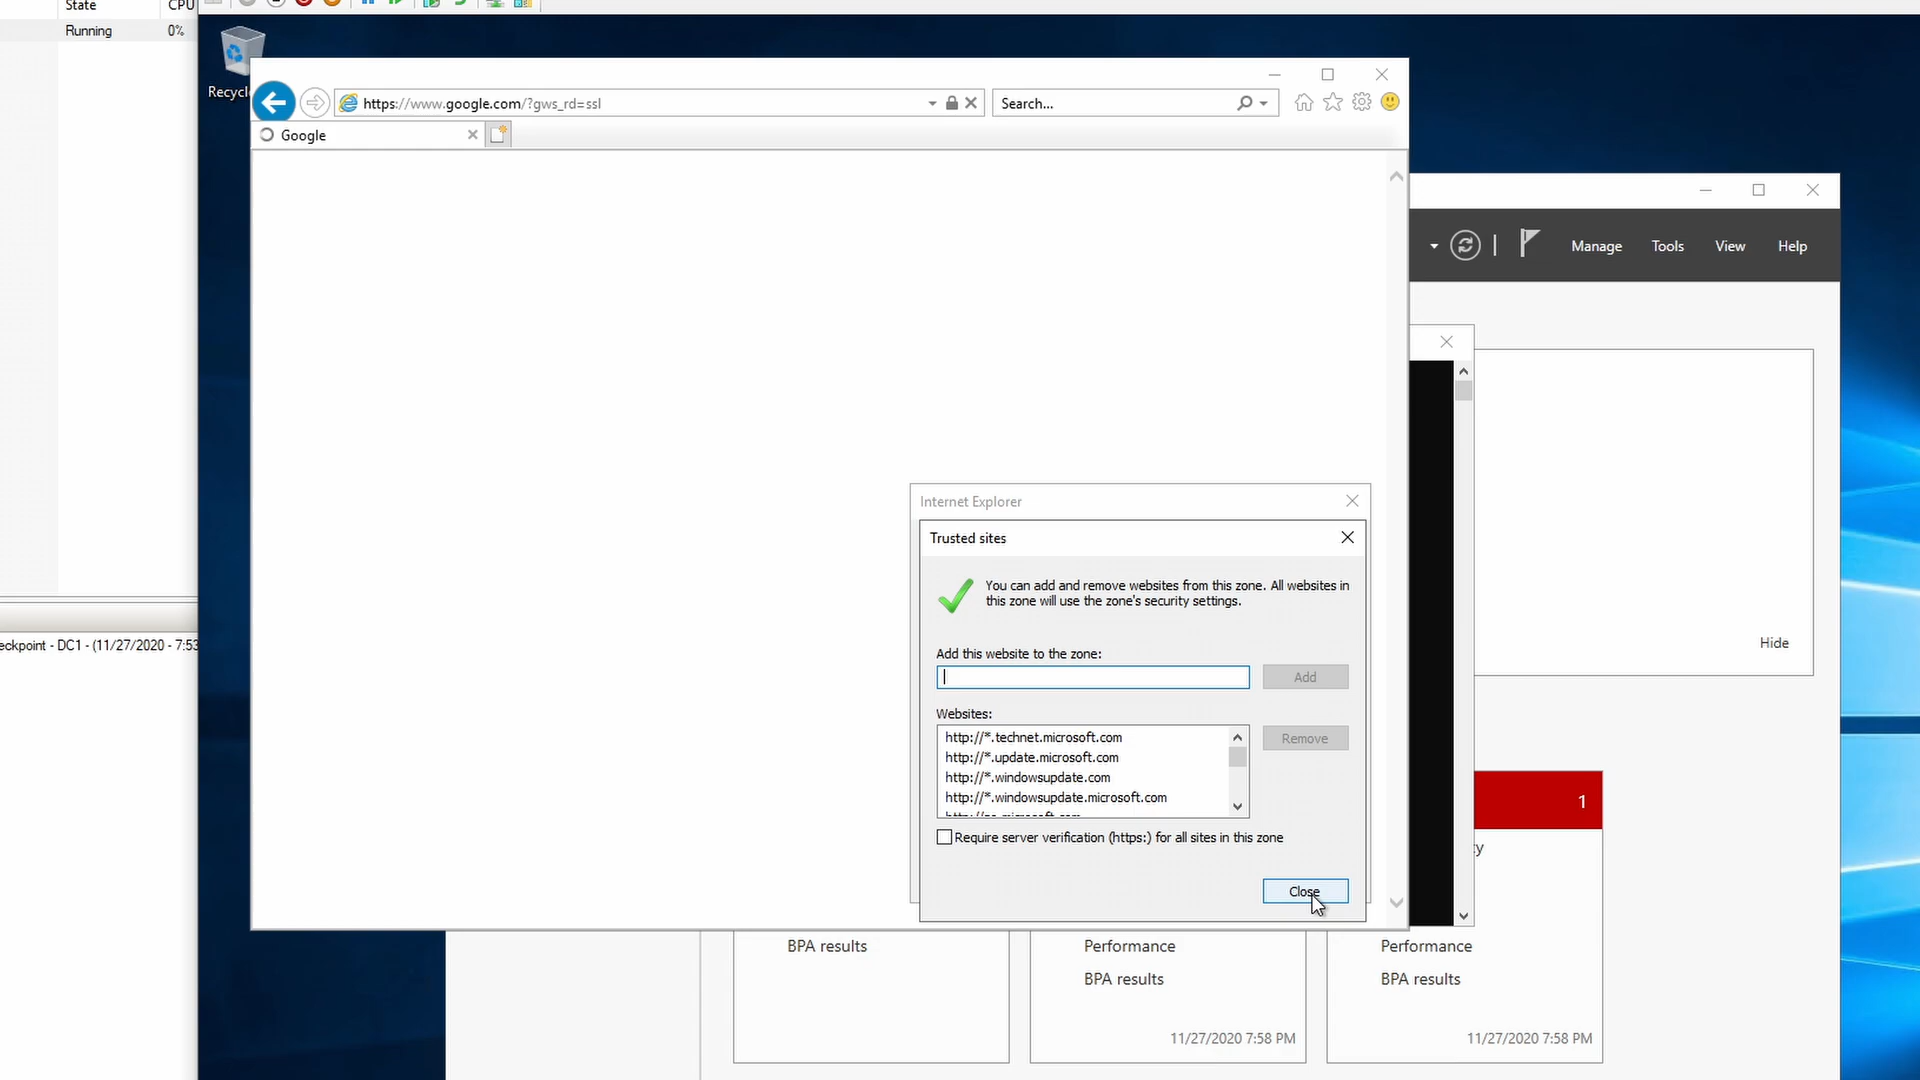 State
CPU
Running
0%
https://www.google.com/?gws_rd=ssl
Search...
Google
Manage
Tools
View
Help
Internet Explorer
Trusted sites
You can add and remove websites from this zone. All websites in
this zone will use the zone's security settings.
Add this website to the zone:
Add
Websites:
http://*.technet.microsoft.com
Remove
http://*.update.microsoft.com
http://*.windowsupdate.com
http://*.windowsupdate.microsoft.com
Require server verification (https:) for all sites in this zone
Close
- DC1 - (11/27/2020 - 7:53
Hide
1
BPA results
Performance
BPA results
11/27/2020 7:58 PM
Performance
BPA results
11/27/2020 7:58 PM